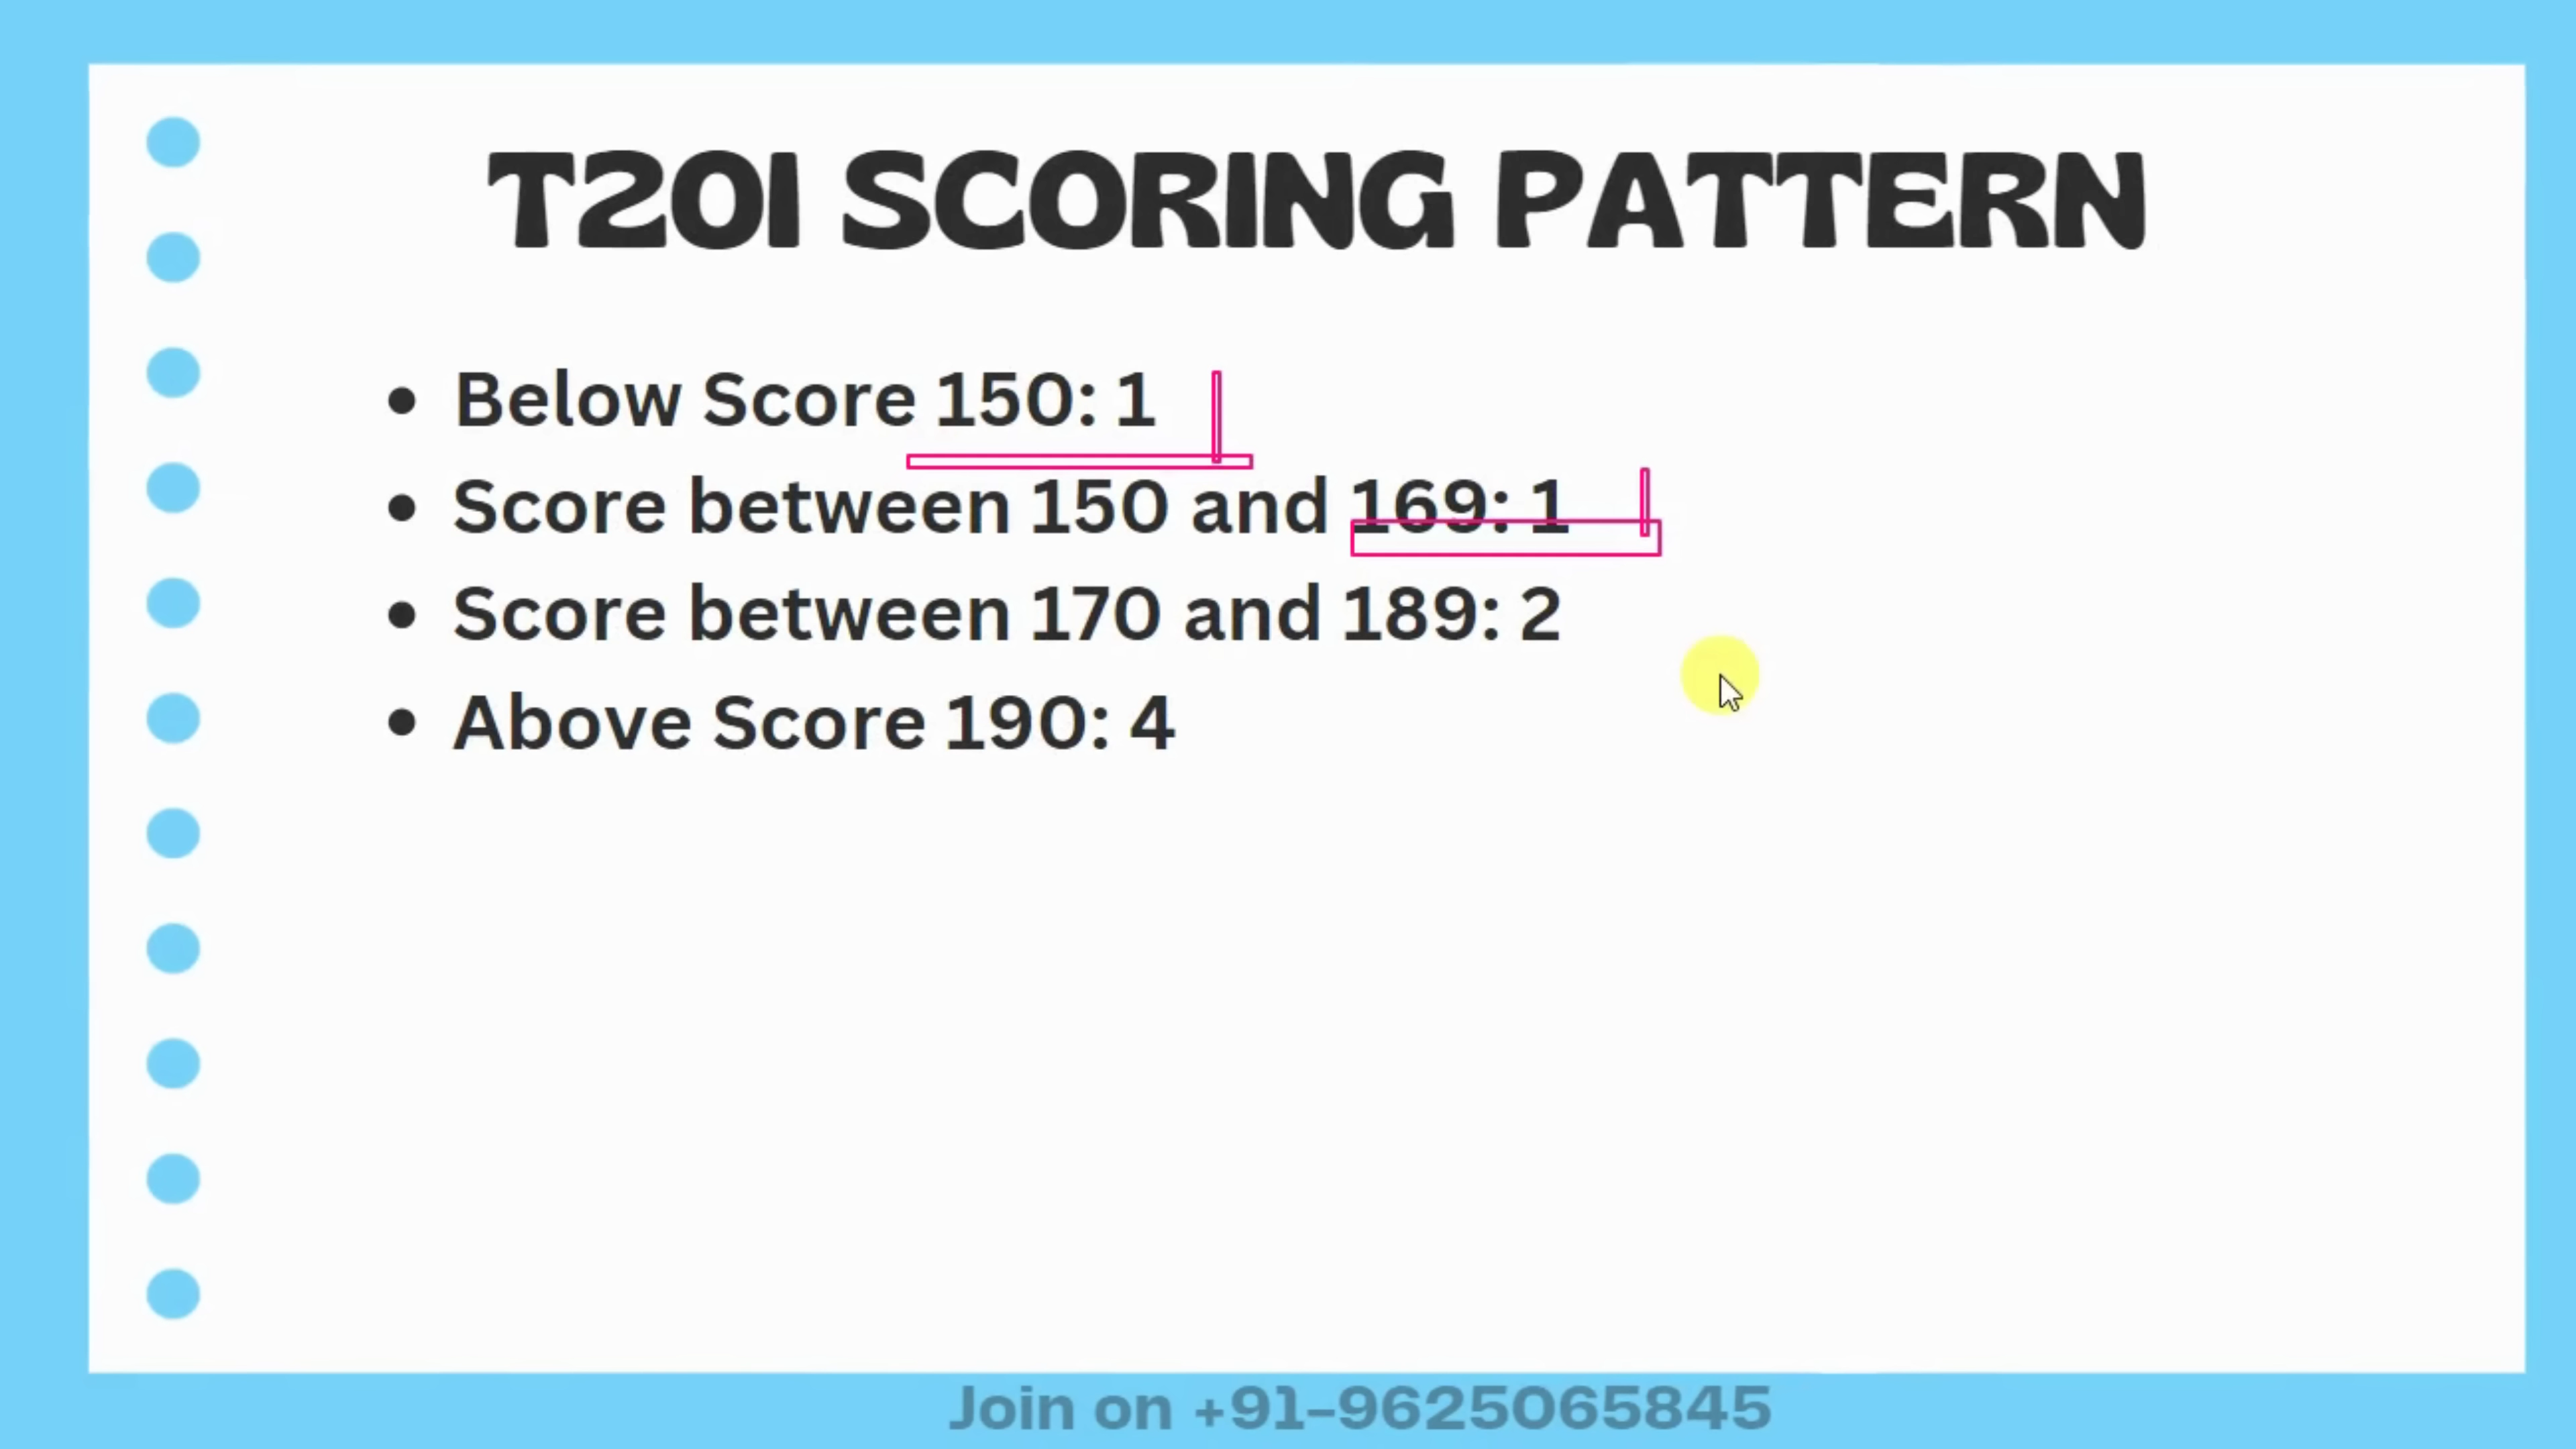 T20I SCORING PATTERN
• Below Score 150: 1
• Score between 150 and 169: 1
• Score between 170 and 189: 2
• Above Score 190: 4
Join on +91-9625065845